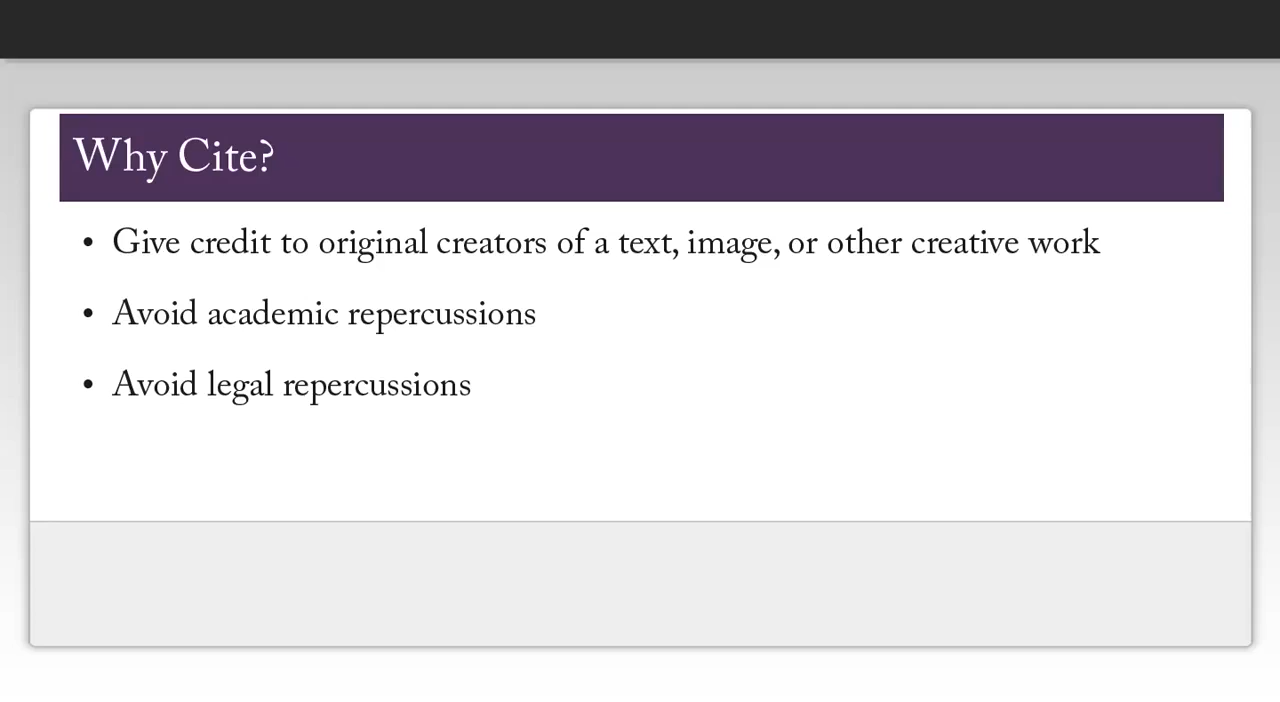 Why Cite?
• Give credit to original creators of a text, image, or other creative work
• Avoid academic repercussions
• Avoid legal repercussions